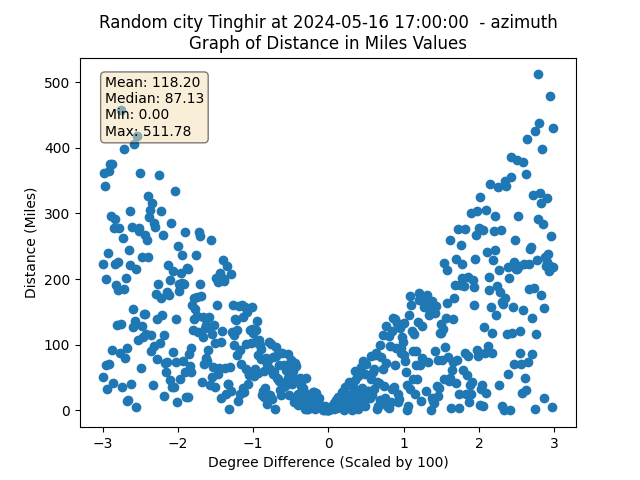 Random city Tinghir at 2024-05-16 17:00:00 - azimuth
Graph of Distance in Miles Values
Mean: 118.20
Median: 87.13
Min: 0.00
Max: 511.78
Distance (Miles)
500
400
300
200
100
0
−3 −2 −1 0 1 2 3
Degree Difference (Scaled by 100)